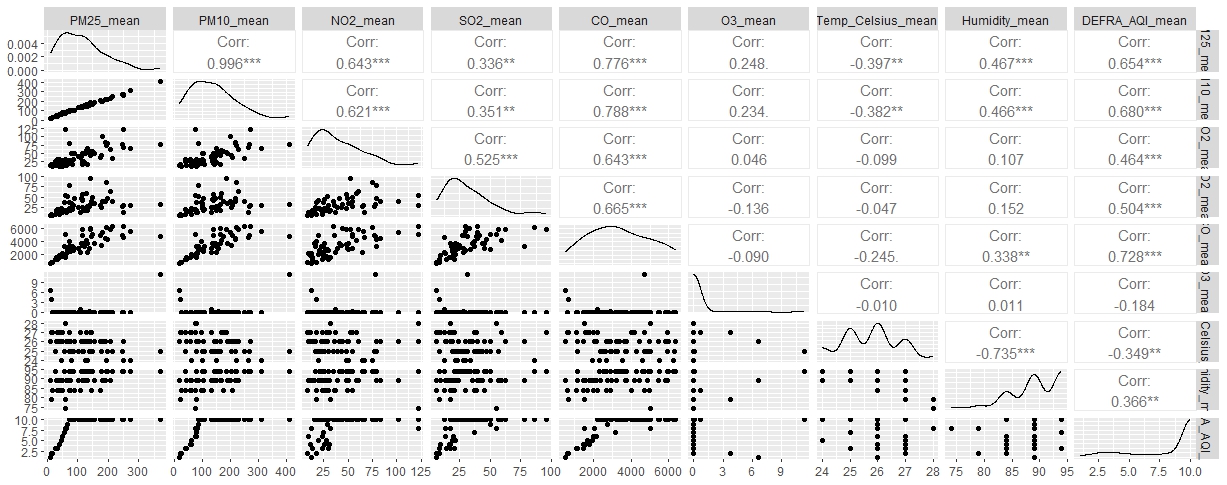 PM25_mean PM10_mean NO2_mean SO2_mean CO_mean O3_mean Temp_Celsius_mean Humidity_mean DEFRA_AQI_mean
0.004
0.002
0.000
Corr: Corr: Corr: Corr: Corr: Corr: Corr: Corr:
0.996*** 0.643*** 0.336** 0.776*** 0.248. -0.397** 0.467*** 0.654***
400
300
200
100
0
Corr: Corr: Corr: Corr: Corr: Corr: Corr:
0.621*** 0.351** 0.788*** 0.234. -0.382** 0.466*** 0.680***
125
100
75
50
25
Corr: Corr: Corr: Corr: Corr: Corr:
0.525*** 0.643*** 0.046 -0.099 0.107 0.464***
100
75
50
25
Corr: Corr: Corr: Corr: Corr:
0.665*** -0.136 -0.047 0.152 0.504***
6000
4000
2000
Corr: Corr: Corr: Corr:
-0.090 -0.245. 0.338** 0.728***
9
6
3
0
Corr: Corr: Corr:
-0.010 0.011 -0.184
28
27
26
25
24
Corr: Corr:
-0.735*** -0.349**
95
90
85
80
75
Corr:
0.366**
10.0
7.5
5.0
2.5
0 100 200 300 0 100 200 300 400 50 75 100 25 50 75 100 2000 4000 6000 0 3 6 9 24 25 26 27 28 75 80 85 90 95 2.5 5.0 7.5 10.0